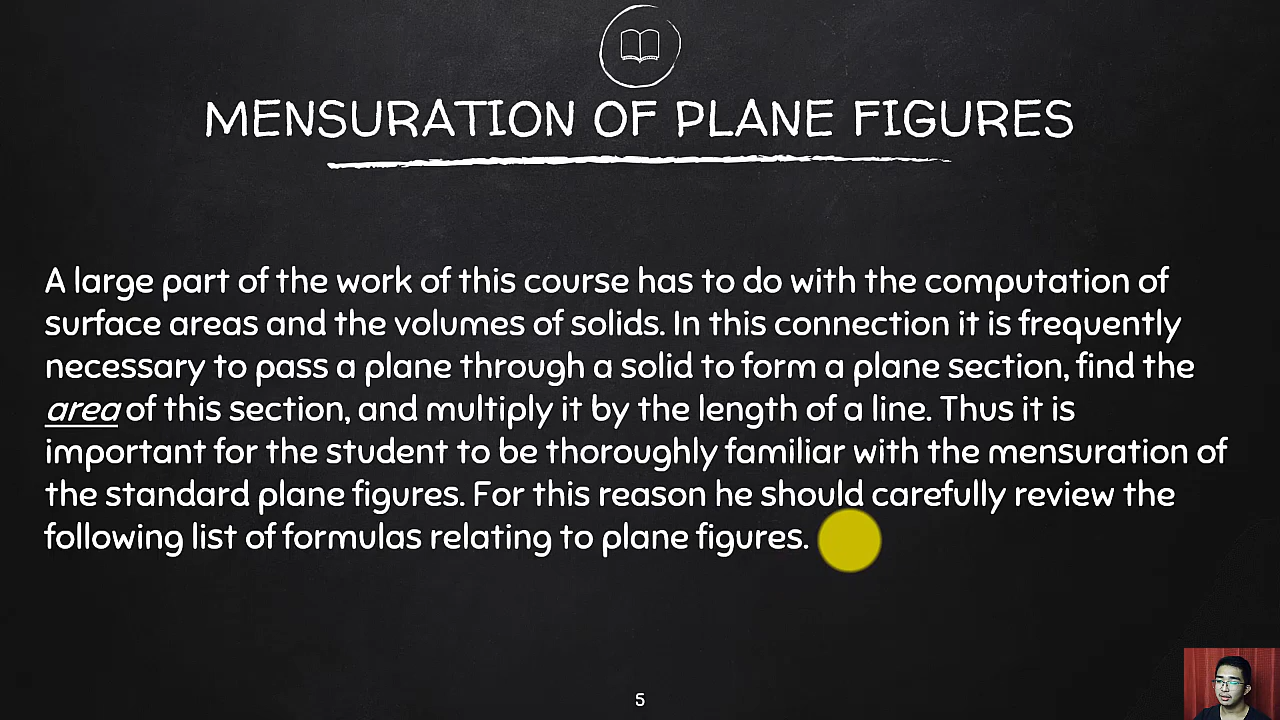 MENSURATION OF PLANE FIGURES
A large part of the work of this course has to do with the computation of
surface areas and the volumes of solids. In this connection it is frequently
necessary to pass a plane through a solid to form a plane section, find the
area of this section, and multiply it by the length of a line. Thus it is
important for the student to be thoroughly familiar with the mensuration of
the standard plane figures. For this reason he should carefully review the
following list of formulas relating to plane figures.
5